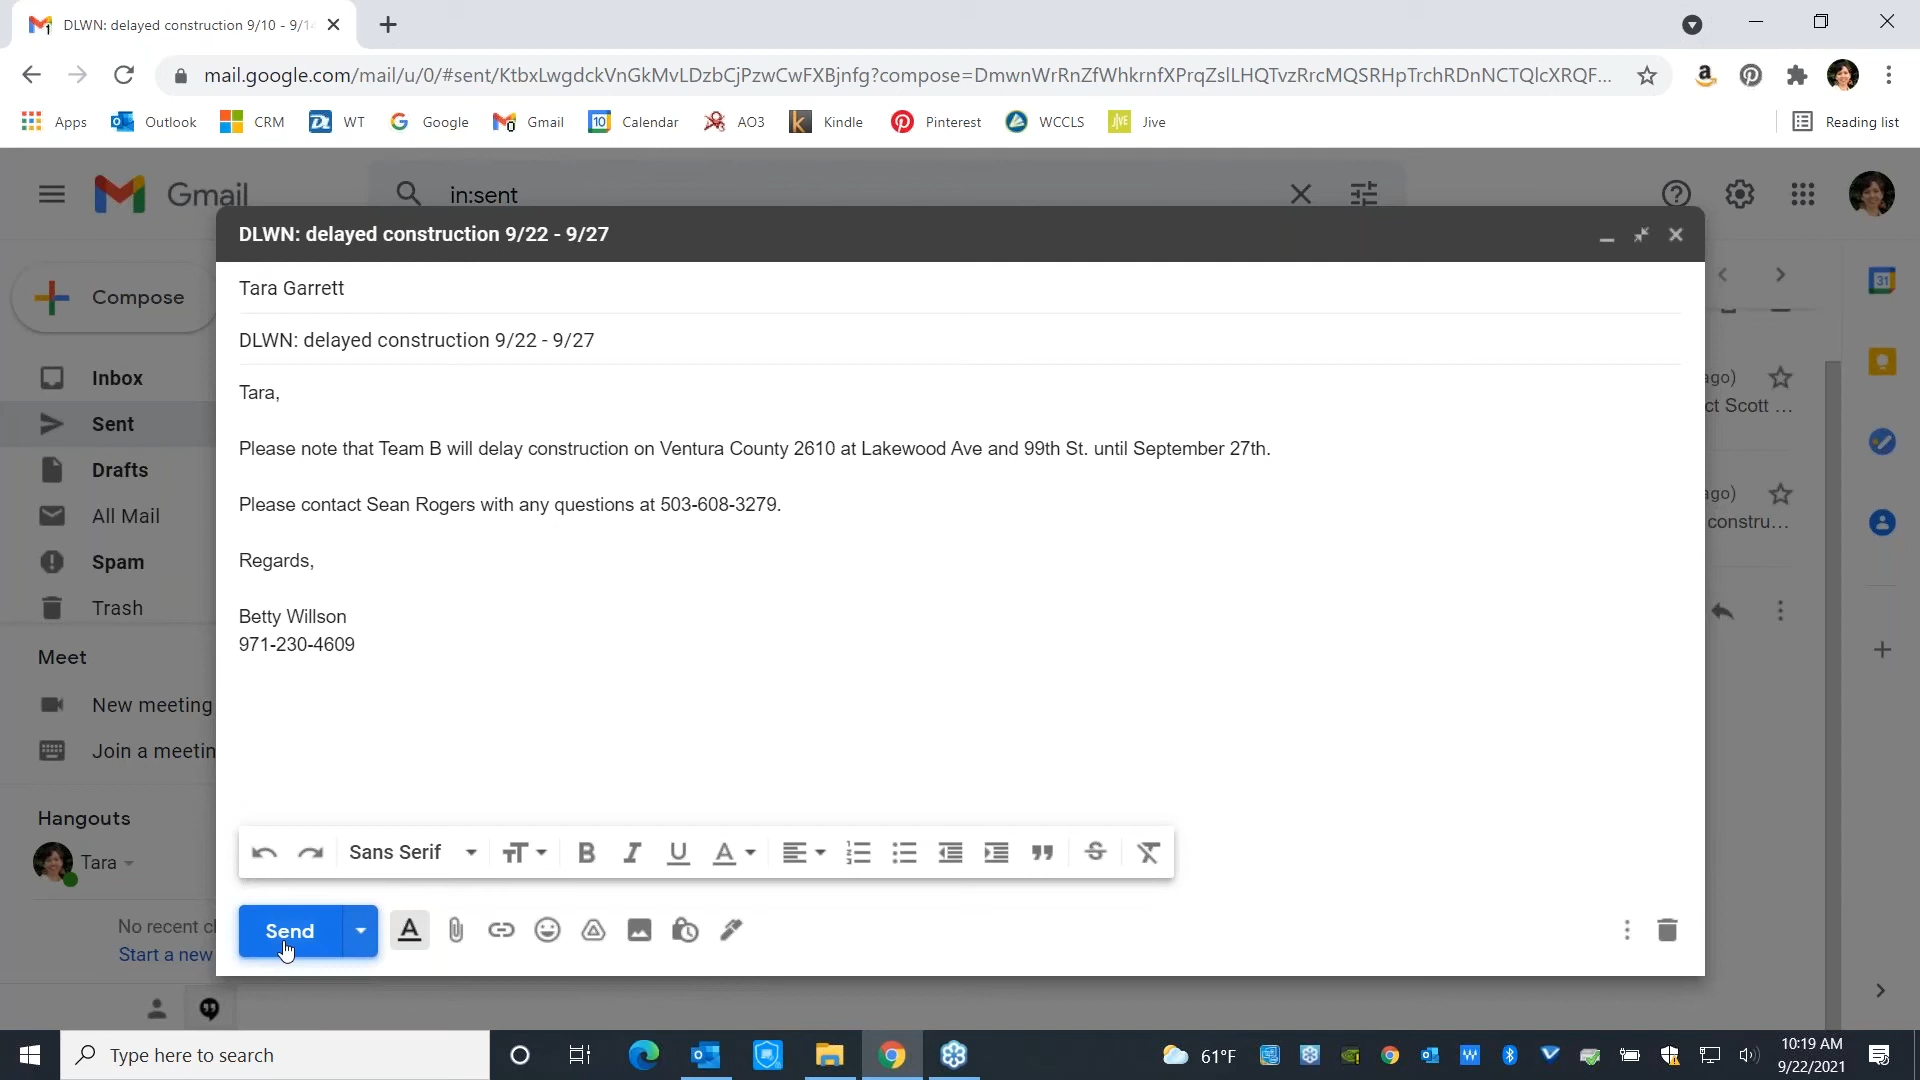 DLWN: delayed construction 9/10 - 9/1
mail.google.com/mail/u/0/#sent/KtbxLwgdckVnGkMvLDzbCjPzwCwFXBjnfg?compose=DmwnWrRnZfWhkrnfXPrqZslLHQTvzRrcMQSRHpTrchRDnNCTQlcXRQF...
Apps Outlook CRM WT Google Gmail Calendar AO3 Kindle Pinterest WCCLS Jive Reading list
Gmail in:sent
DLWN: delayed construction 9/22 - 9/27
Compose
Tara Garrett
DLWN: delayed construction 9/22 - 9/27
Inbox
Sent
Drafts
All Mail
Spam
Trash
Tara,
Please note that Team B will delay construction on Ventura County 2610 at Lakewood Ave and 99th St. until September 27th.
Please contact Sean Rogers with any questions at 503-608-3279.
Regards,
Betty Willson
971-230-4609
ago)
ct Scott ...
ago)
constru...
Meet
New meeting
Join a meetin
Hangouts
Tara
No recent c
Start a new
Sans Serif
Send
Type here to search
61°F
10:19 AM
9/22/2021